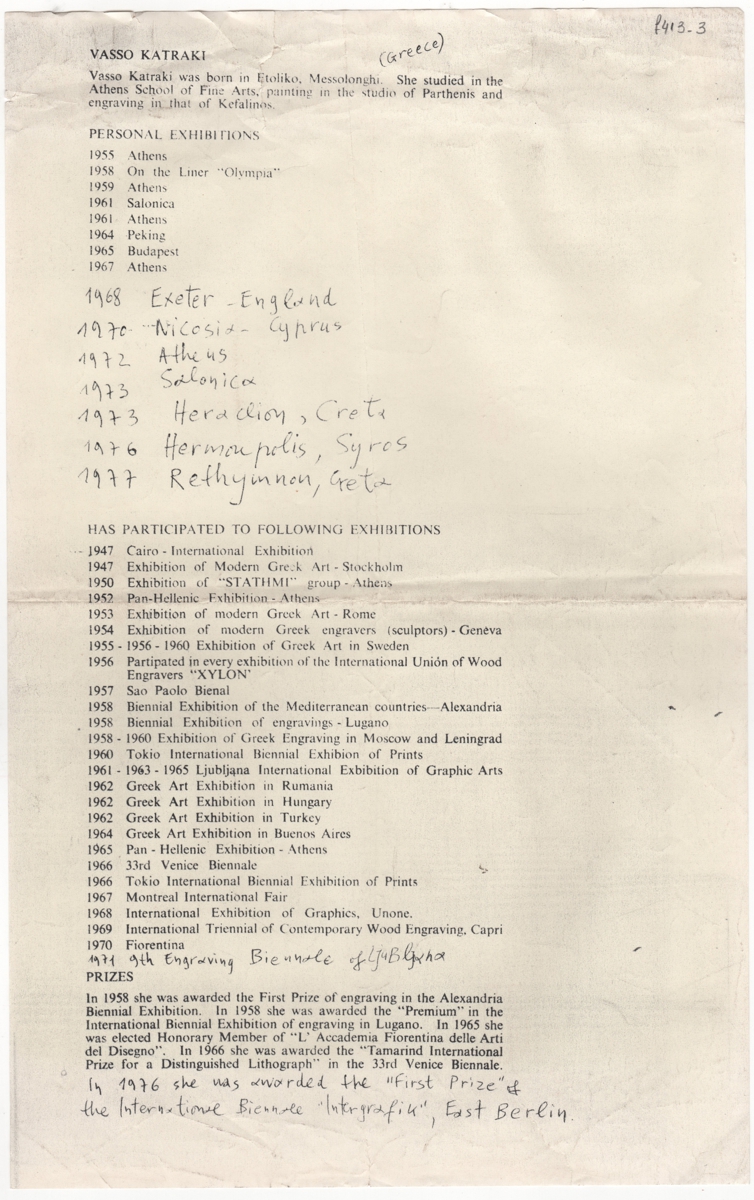 f413-3
(Greece)
VASSO KATRAKI
Vasso Katraki was born in Etoliko, Messolonghi. She studied in the
Athens School of Fine Arts, painting in the studio of Parthenis and
engraving in that of Kefalinos.
PERSONAL EXHIBITIONS
1955 Athens
1958 On the Liner "Olympia"
1959 Athens
1961 Salonica
1961 Athens
1964 Peking
1965 Budapest
1967 Athens
1968 Exeter - England
1970 - Nicosia - Cyprus
1972 Athens
1973 Salonica
1973 Heraclion, Creta
1976 Hermoupolis, Syros
1977 Rethymnon, Creta
HAS PARTICIPATED TO FOLLOWING EXHIBITIONS
1947 Cairo - International Exhibition
1947 Exhibition of Modern Greek Art - Stockholm
1950 Exhibition of "STATHMI" group - Athens
1952 Pan-Hellenic Exhibition - Athens
1953 Exhibition of modern Greek Art - Rome
1954 Exhibition of modern Greek engravers (sculptors) - Geneva
1955 - 1956 - 1960 Exhibition of Greek Art in Sweden
1956 Partipated in every exhibition of the International Unión of Wood
Engravers "XYLON'
1957 Sao Paolo Bienal
1958 Biennial Exhibition of the Mediterranean countries—Alexandria
1958 Biennial Exhibition of engravings - Lugano
1958 - 1960 Exhibition of Greek Engraving in Moscow and Leningrad
1960 Tokio International Biennial Exhibion of Prints
1961 - 1963 - 1965 Ljubljana International Exbibition of Graphic Arts
1962 Greek Art Exhibition in Rumania
1962 Greek Art Exhibition in Hungary
1962 Greek Art Exhibition in Turkey
1964 Greek Art Exhibition in Buenos Aires
1965 Pan - Hellenic Exhibition - Athens
1966 33rd Venice Biennale
1966 Tokio International Biennial Exhibition of Prints
1967 Montreal International Fair
1968 International Exhibition of Graphics, Unone.
1969 International Triennial of Contemporary Wood Engraving, Capri
1970 Fiorentina
1971 9th Engraving Biennale of LjuBljana
PRIZES
In 1958 she was awarded the First Prize of engraving in the Alexandria
Biennial Exhibition. In 1958 she was awarded the "Premium" in the
International Biennial Exhibition of engraving in Lugano. In 1965 she
was elected Honorary Member of "L' Accademia Fiorentina delle Arti
del Disegno". In 1966 she was awarded the "Tamarind International
Prize for a Distinguished Lithograph" in the 33rd Venice Biennale.
In 1976 she was awarded the "First Prize" of
the International Biennale "Intergrafik", East Berlin.